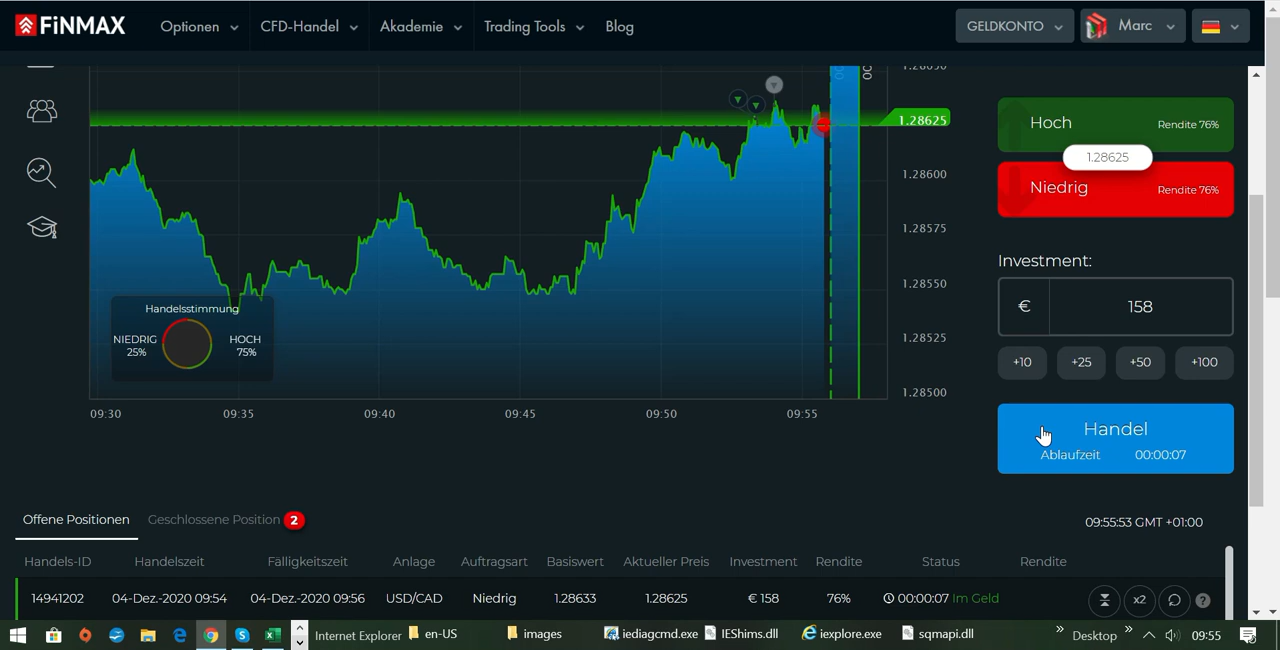 FiNMAX Optionen CFD-Handel Akademie Trading Tools Blog GELDKONTO Marc
1.28625
Hoch Rendite 76%
1.28625
Niedrig Rendite 76%
1.28600
1.28575
1.28550
1.28525
1.28500
Handelsstimmung
NIEDRIG 25%
HOCH 75%
09:30 09:35 09:40 09:45 09:50 09:55
Investment:
€ 158
+10 +25 +50 +100
Handel
Ablaufzeit 00:00:07
Offene Positionen Geschlossene Position 2
09:55:53 GMT +01:00
Handels-ID Handelszeit Fälligkeitszeit Anlage Auftragsart Basiswert Aktueller Preis Investment Rendite Status Rendite
14941202 04-Dez.-2020 09:54 04-Dez.-2020 09:56 USD/CAD Niedrig 1.28633 1.28625 € 158 76% 00:00:07 Im Geld x2 ?
Internet Explorer en-US images iediagcmd.exe IEShims.dll iexplore.exe sqmapi.dll » Desktop » 09:55